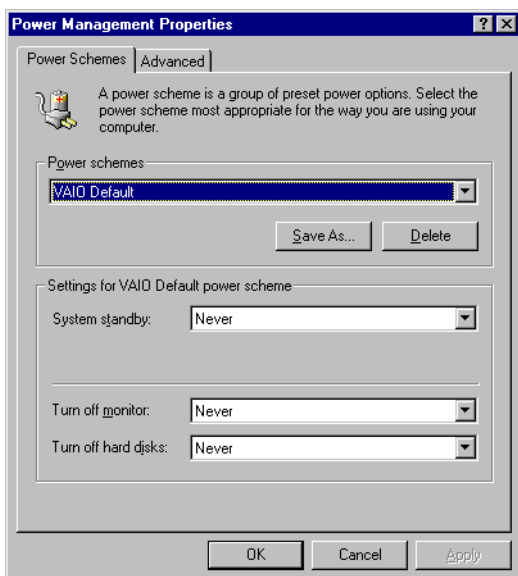 Power Management Properties
Power Schemes
Advanced
A power scheme is a group of preset power options. Select the
power scheme most appropriate for the way you are using your
computer.
Power schemes
VAIO Default
Save As...
Delete
Settings for VAIO Default power scheme
System standby:
Never
Turn off monitor:
Never
Turn off hard disks:
Never
OK
Cancel
Apply